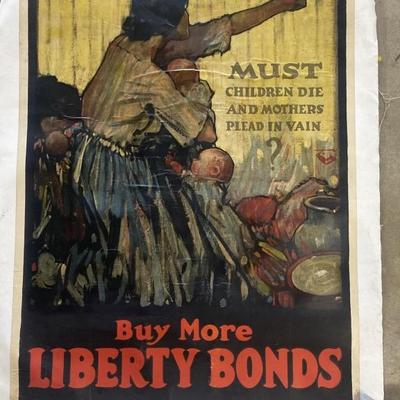 MUST
CHILDREN DIE
AND MOTHERS
PLEAD IN VAIN
?
Buy More
LIBERTY BONDS